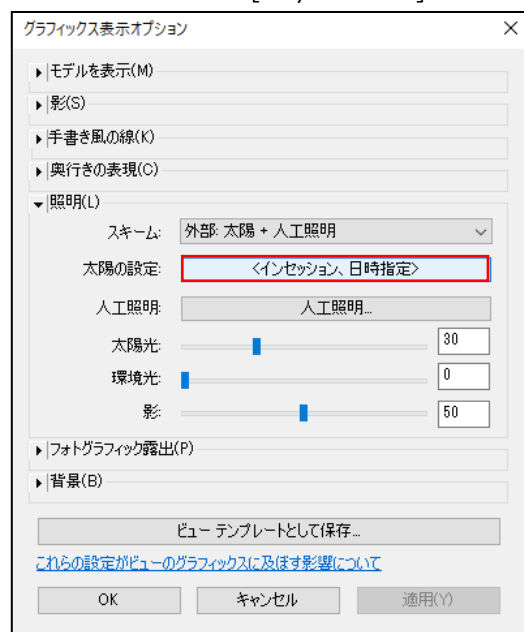 グラフィックス表示オプション
モデルを表示(M)
影(S)
手書き風の線(K)
奥行きの表現(C)
照明(L)
スキーム: 外部: 太陽 + 人工照明
太陽の設定: <インセッション、日時指定>
人工照明: 人工照明...
太陽光: 30
環境光: 0
影: 50
フォトグラフィック露出(P)
背景(B)
ビュー テンプレートとして保存...
これらの設定がビューのグラフィックスに及ぼす影響について
OK キャンセル 適用(Y)